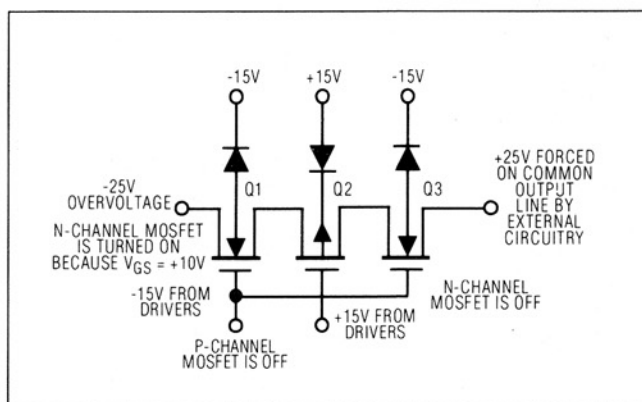 -15V
+15V
-15V
Q1
Q2
Q3
-25V
OVERVOLTAGE
+25V FORCED
ON COMMON
OUTPUT
LINE BY
EXTERNAL
CIRCUITRY
N-CHANNEL MOSFET
IS TURNED ON
BECAUSE VGS = +10V
-15V FROM
DRIVERS
+15V FROM
DRIVERS
N-CHANNEL
MOSFET IS OFF
P-CHANNEL
MOSFET IS OFF